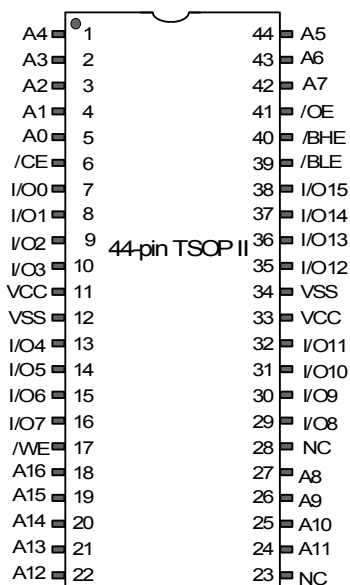 A4 1 44 A5
A3 2 43 A6
A2 3 42 A7
A1 4 41 /OE
A0 5 40 /BHE
/CE 6 39 /BLE
I/O0 7 38 I/O15
I/O1 8 37 I/O14
I/O2 9 44-pin TSOP II 36 I/O13
I/O3 10 35 I/O12
VCC 11 34 VSS
VSS 12 33 VCC
I/O4 13 32 I/O11
I/O5 14 31 I/O10
I/O6 15 30 I/O9
I/O7 16 29 I/O8
/WE 17 28 NC
A16 18 27 A8
A15 19 26 A9
A14 20 25 A10
A13 21 24 A11
A12 22 23 NC